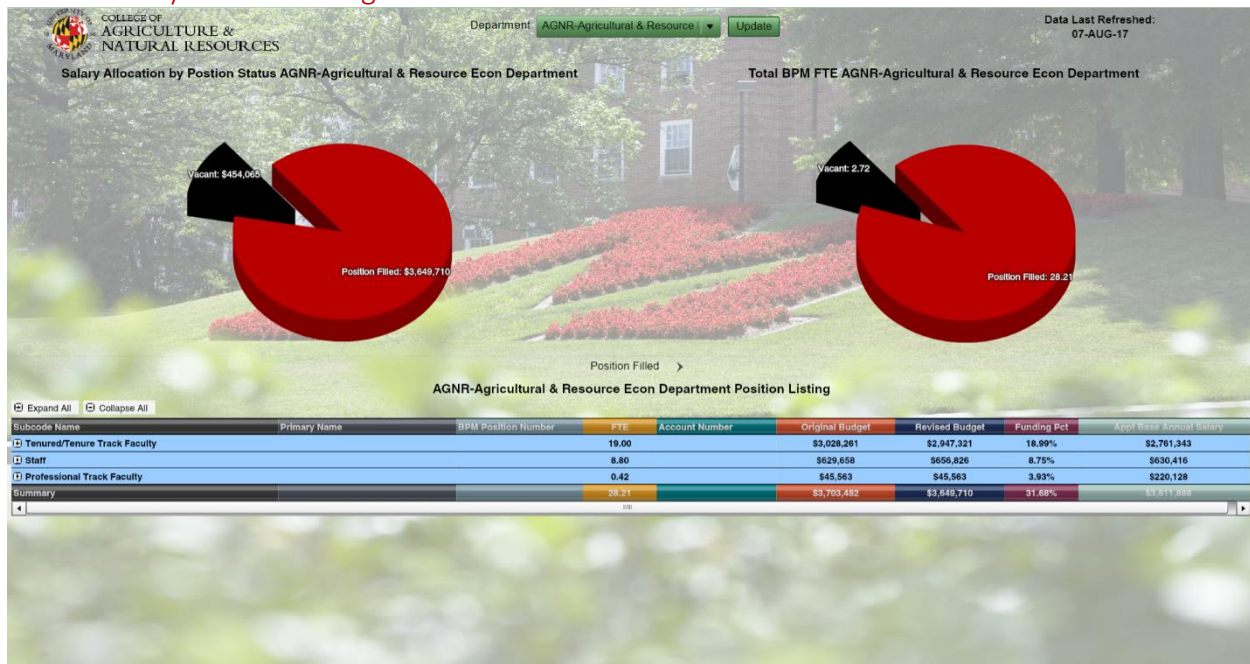 COLLEGE OF
AGRICULTURE &
NATURAL RESOURCES
UNIVERSITY OF
MARYLAND
Department AGNR-Agricultural & Resource Update
Data Last Refreshed:
07-AUG-17
Salary Allocation by Postion Status AGNR-Agricultural & Resource Econ Department
Total BPM FTE AGNR-Agricultural & Resource Econ Department
Vacant: $454,065
Position Filled: $3,649,710
Vacant: 2.72
Position Filled: 28.21
Position Filled
AGNR-Agricultural & Resource Econ Department Position Listing
Expand All Collapse All
Subcode Name Primary Name BPM Position Number FTE Account Number Original Budget Revised Budget Funding Pct Appt Base Annual Salary
Tenured/Tenure Track Faculty 19.00 $3,028,261 $2,947,321 18.99% $2,761,343
Staff 8.80 $629,658 $656,826 8.75% $630,416
Professional Track Faculty 0.42 $45,563 $45,563 3.93% $220,128
Summary 28.21 $3,703,482 $3,649,710 31.68% $3,611,888